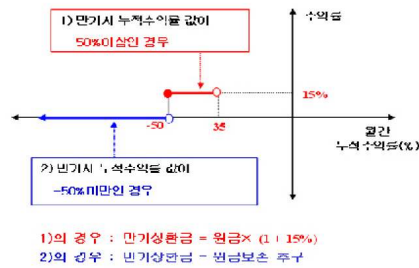 1) 만기시 누적수익률 값이
50%이상인 경우
수익률
15%
-50
35
월간
누적수익률(%)
2) 만기시 누적수익률 값이
-50%미만인 경우
1)의 경우 : 만기상환금 = 원금× (1 + 15%)
2)의 경우 : 만기상환금 = 원금보존 추구